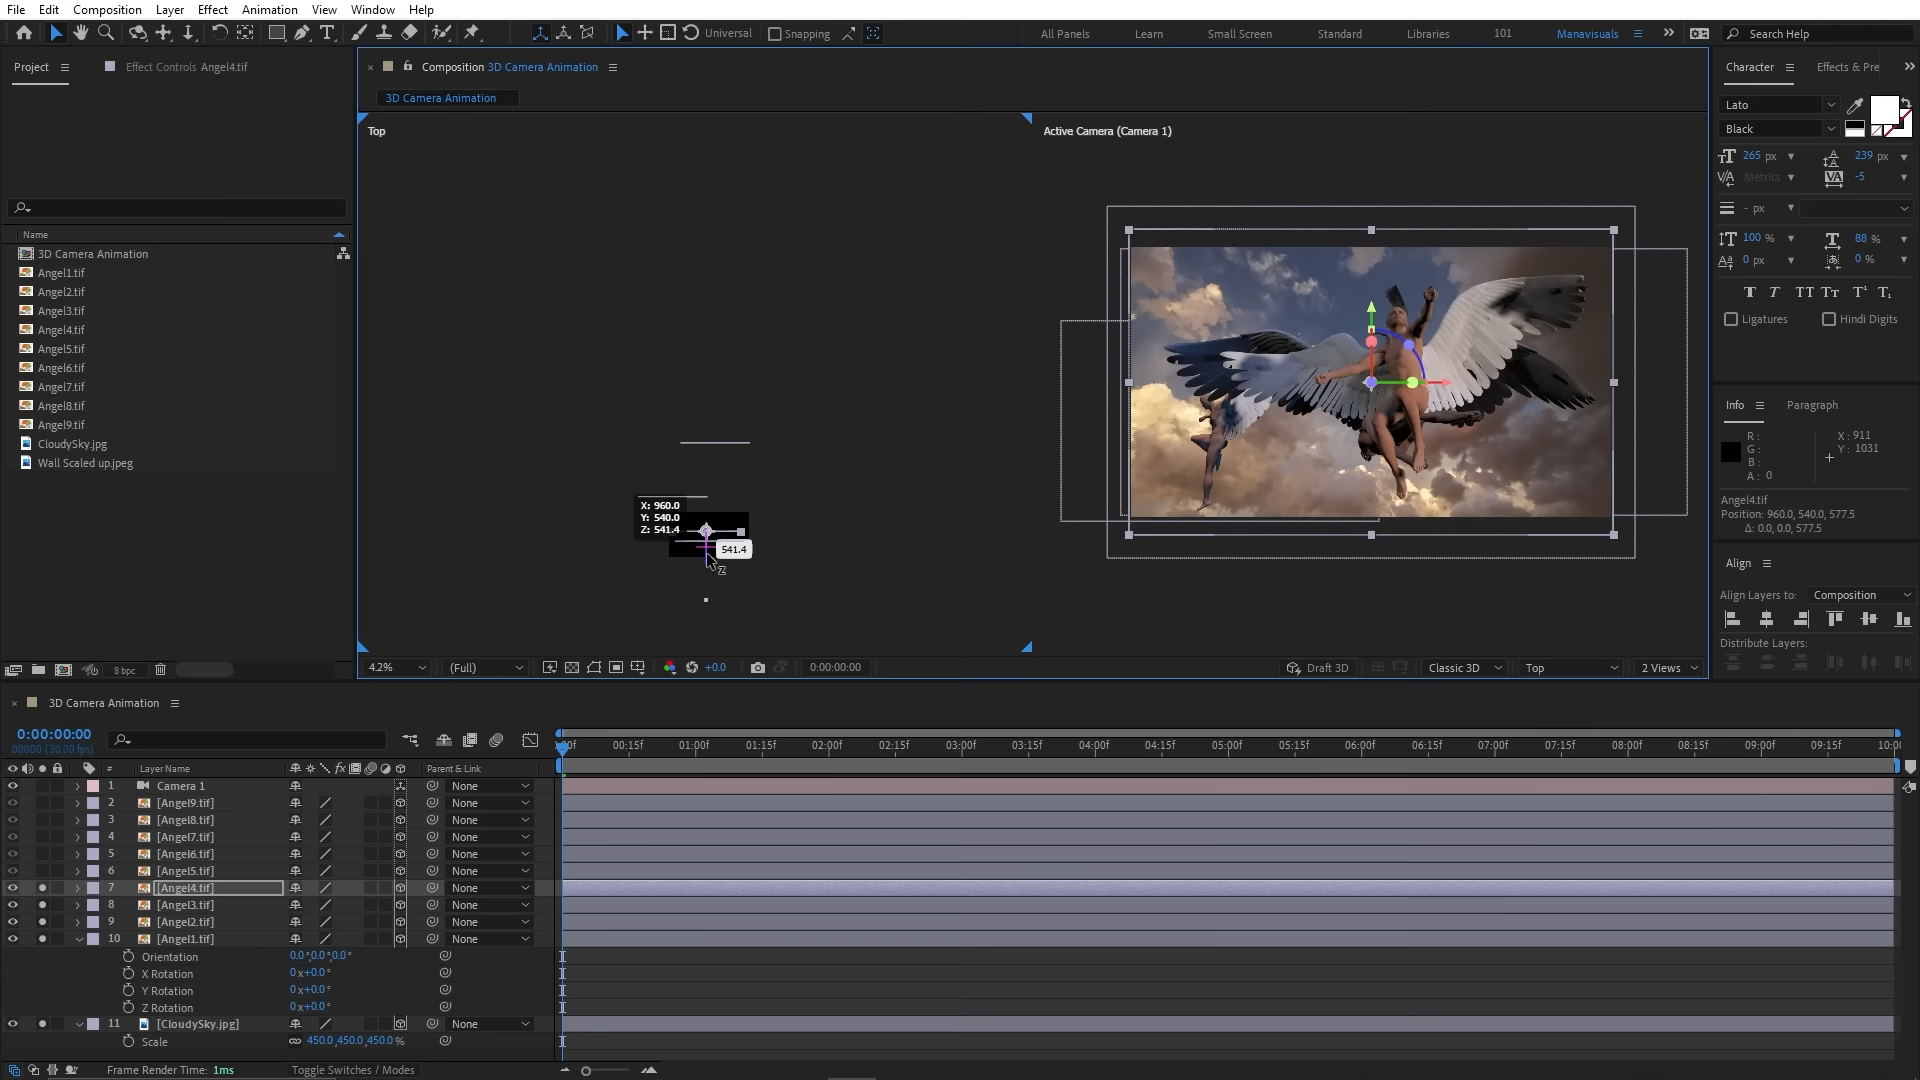 File Edit Composition Layer Effect Animation View Window Help
Universal Snapping All Panels Learn Small Screen Standard Libraries 101 Manavisuals Search Help
Project Effect Controls Angel4.tif
Composition 3D Camera Animation
3D Camera Animation
Top
Active Camera (Camera 1)
Name
3D Camera Animation
Angel1.tif
Angel2.tif
Angel3.tif
Angel4.tif
Angel5.tif
Angel6.tif
Angel7.tif
Angel8.tif
Angel9.tif
CloudySky.jpg
Wall Scaled up.jpeg
8 bpc
X: 960.0
Y: 540.0
Z: 541.4
541.4
Z
4.2% (Full) +0.0 0:00:00:00 Draft 3D Classic 3D Top 2 Views
Character Effects & Pre
Lato
Black
265 px 239 px
Metrics -5
- px
100 % 88 %
0 px 0 %
T T TT Tr T' T,
Ligatures Hindi Digits
Info Paragraph
R : X : 911
G : Y : 1031
B :
A : 0
Angel4.tif
Position: 960.0, 540.0, 577.5
Δ: 0.0, 0.0, 577.5
Align
Align Layers to: Composition
Distribute Layers:
3D Camera Animation
0:00:00:00
00000 (30.00 fps)
00f 00:15f 01:00f 01:15f 02:00f 02:15f 03:00f 03:15f 04:00f 04:15f 05:00f 05:15f 06:00f 06:15f 07:00f 07:15f 08:00f 08:15f 09:00f 09:15f 10:0
# Layer Name fx Parent & Link
1 Camera 1 None
2 [Angel9.tif] None
3 [Angel8.tif] None
4 [Angel7.tif] None
5 [Angel6.tif] None
6 [Angel5.tif] None
7 [Angel4.tif] None
8 [Angel3.tif] None
9 [Angel2.tif] None
10 [Angel1.tif] None
Orientation 0.0°,0.0°,0.0°
X Rotation 0x+0.0°
Y Rotation 0x+0.0°
Z Rotation 0x+0.0°
11 [CloudySky.jpg] None
Scale 450.0,450.0,450.0%
Frame Render Time: 1ms Toggle Switches / Modes